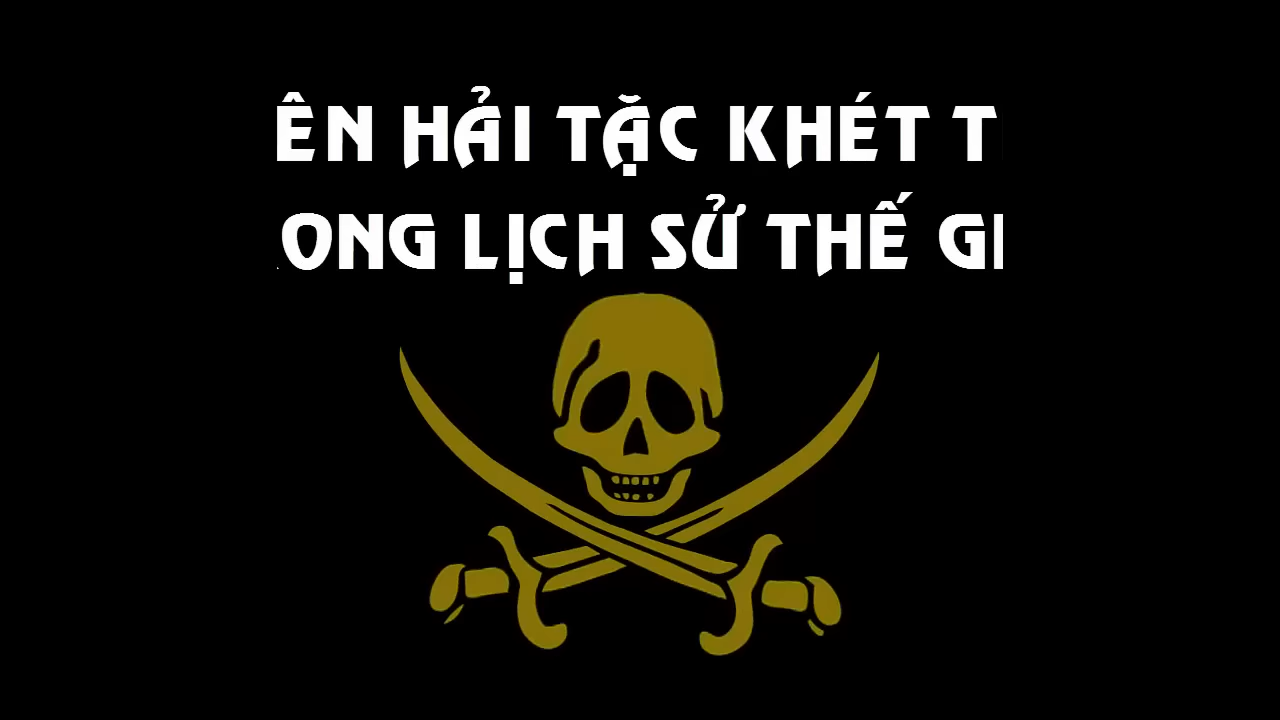 ÊN HẢI TẶC KHÉT T
ONG LỊCH SỬ THẾ GI